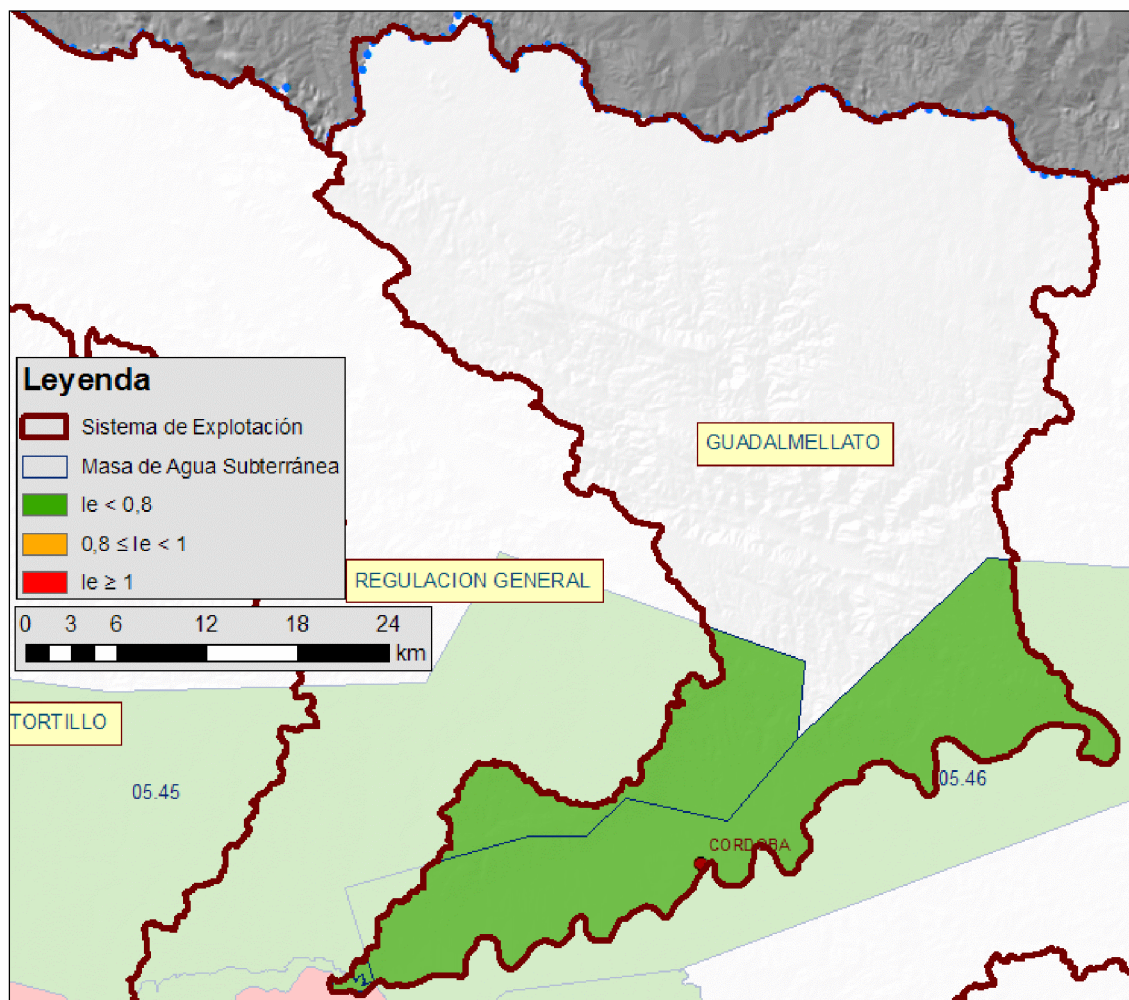 Leyenda
Sistema de Explotación
Masa de Agua Subterránea
Ie < 0,8
0,8 ≤ Ie < 1
Ie ≥ 1
0 3 6 12 18 24
km
GUADALMELLATO
REGULACION GENERAL
TORTILLO
05.45
05.46
CORDOBA